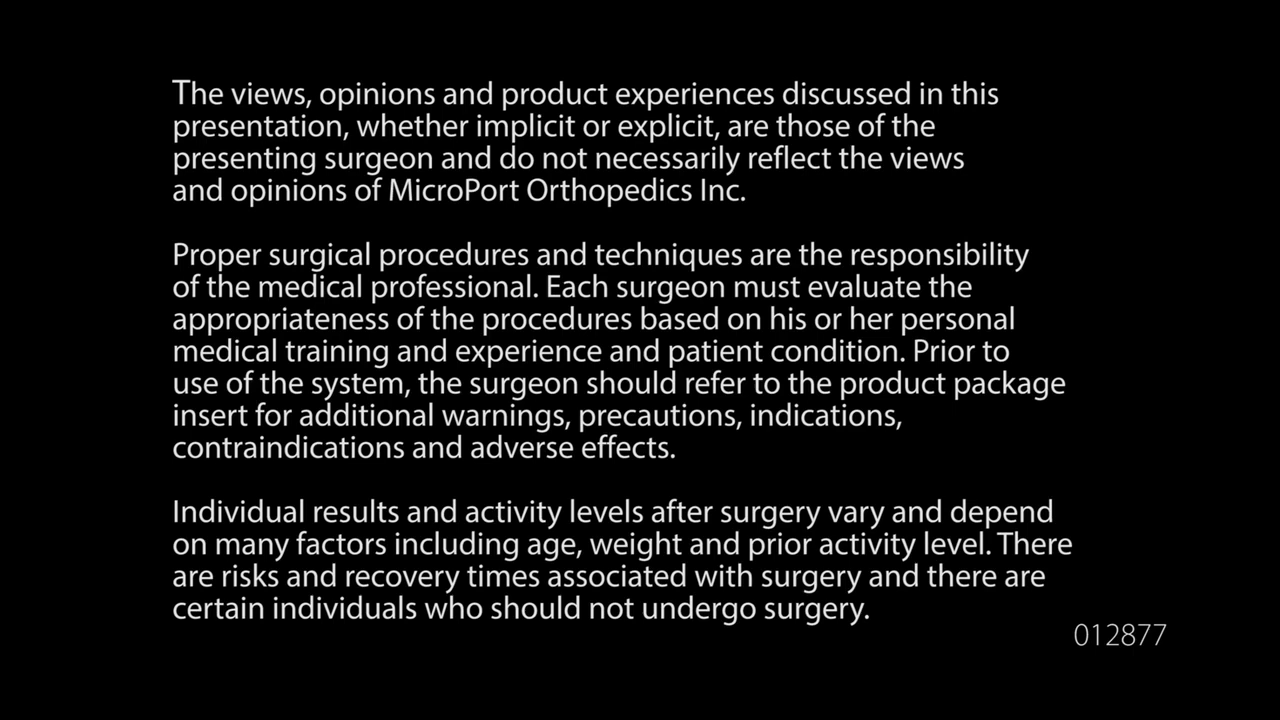 The views, opinions and product experiences discussed in this
presentation, whether implicit or explicit, are those of the
presenting surgeon and do not necessarily reflect the views
and opinions of MicroPort Orthopedics Inc.
Proper surgical procedures and techniques are the responsibility
of the medical professional. Each surgeon must evaluate the
appropriateness of the procedures based on his or her personal
medical training and experience and patient condition. Prior to
use of the system, the surgeon should refer to the product package
insert for additional warnings, precautions, indications,
contraindications and adverse effects.
Individual results and activity levels after surgery vary and depend
on many factors including age, weight and prior activity level. There
are risks and recovery times associated with surgery and there are
certain individuals who should not undergo surgery.
012877